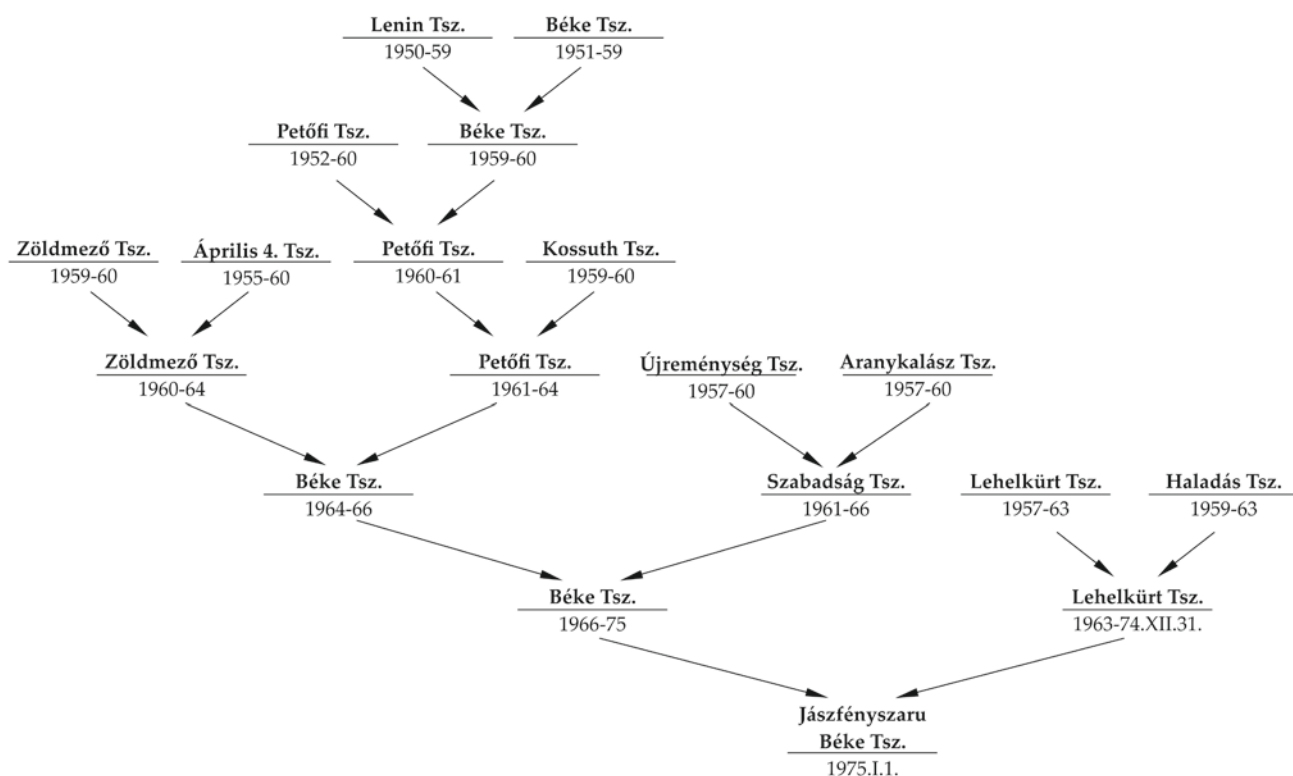 Lenin Tsz.
1950-59
Béke Tsz.
1951-59
Petőfi Tsz.
1952-60
Béke Tsz.
1959-60
Zöldmező Tsz.
1959-60
Április 4. Tsz.
1955-60
Petőfi Tsz.
1960-61
Kossuth Tsz.
1959-60
Zöldmező Tsz.
1960-64
Petőfi Tsz.
1961-64
Újreménység Tsz.
1957-60
Aranykalász Tsz.
1957-60
Béke Tsz.
1964-66
Szabadság Tsz.
1961-66
Lehelkürt Tsz.
1957-63
Haladás Tsz.
1959-63
Béke Tsz.
1966-75
Lehelkürt Tsz.
1963-74.XII.31.
Jászfényszaru
Béke Tsz.
1975.I.1.